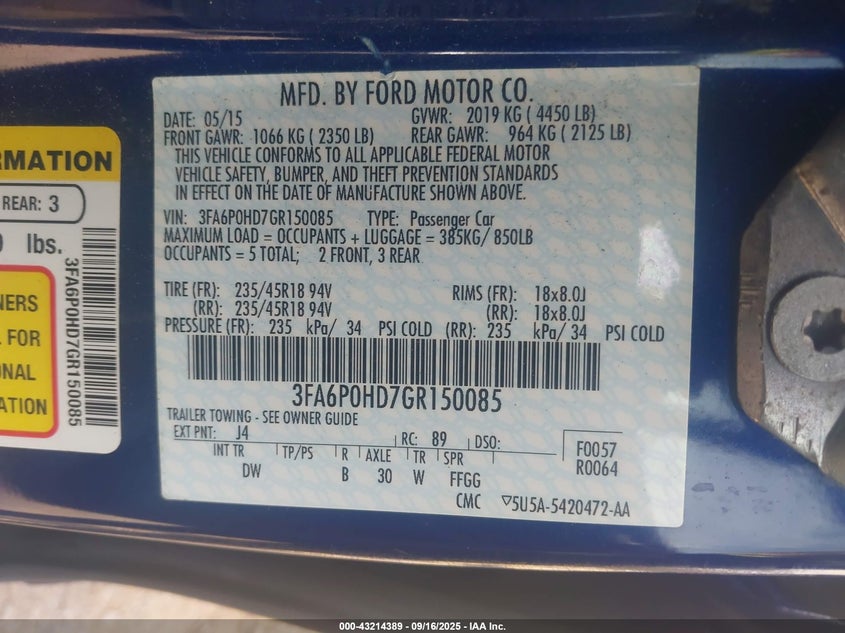 RMATION
REAR: 3
lbs.
NERS
FOR
ONAL
ATION
3FA6P0HD7GR150085
MFD. BY FORD MOTOR CO.
DATE: 05/15 GVWR: 2019 KG ( 4450 LB)
FRONT GAWR: 1066 KG ( 2350 LB) REAR GAWR: 964 KG ( 2125 LB)
THIS VEHICLE CONFORMS TO ALL APPLICABLE FEDERAL MOTOR
VEHICLE SAFETY, BUMPER, AND THEFT PREVENTION STANDARDS
IN EFFECT ON THE DATE OF MANUFACTURE SHOWN ABOVE.
VIN: 3FA6P0HD7GR150085 TYPE: Passenger Car
MAXIMUM LOAD = OCCUPANTS + LUGGAGE = 385KG/ 850LB
OCCUPANTS = 5 TOTAL; 2 FRONT, 3 REAR
TIRE (FR): 235/45R18 94V RIMS (FR): 18x8.0J
(RR): 235/45R18 94V (RR): 18x8.0J
PRESSURE (FR): 235 kPa/ 34 PSI COLD (RR): 235 kPa/ 34 PSI COLD
3FA6P0HD7GR150085
TRAILER TOWING - SEE OWNER GUIDE
EXT PNT: J4 RC: 89 DSO: F0057
INT TR TP/PS R AXLE TR SPR R0064
DW B 30 W FFGG
CMC ▽5U5A-5420472-AA
000-43214389 - 09/16/2025 - IAA Inc.